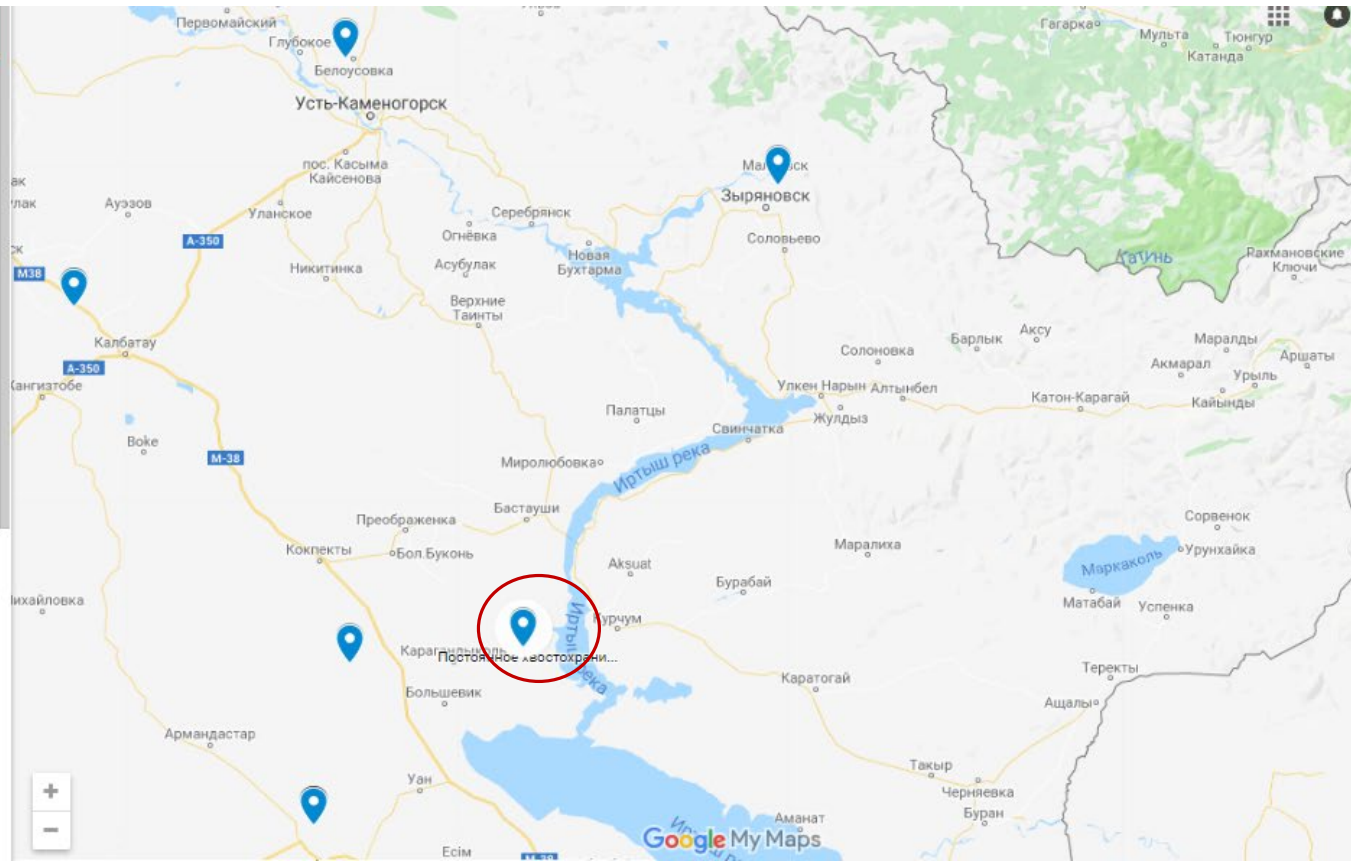 Первомайский
Гагарка
Мульта
Тюнгур
Катанда
Глубокое
Белоусовка
Усть-Каменогорск
пос. Касыма
Кайсенова
Зыряновск
Ауэзов
Уланское
Серебрянск
Огнёвка
Соловьево
А-350
Новая
Бухтарма
Катунь
Рахмановские
Ключи
Никитинка
Асубулак
М38
Верхние
Таинты
Калбатау
Барлык
Аксу
Маралды
Солоновка
Акмарал
Аршаты
А-350
Урыль
Улкен Нарын
Алтынбел
Катон-Карагай
Кайынды
Палатцы
Жулдыз
Свинчатка
Boke
М-38
Миролюбовка
Иртыш река
Бастауши
Преображенка
Сорвенок
Кокпекты
Бол.Буконь
Маралиха
Урунхайка
Aksuat
Маркаколь
Бурабай
Матабай
Успенка
Курчум
Карагандыколь
Постоянное хвостохрани...
Большевик
Каратогай
Теректы
Ащалы
Армандастар
Такыр
Уан
Черняевка
Буран
Аманат
Google My Maps
Есім
М-38
+
−